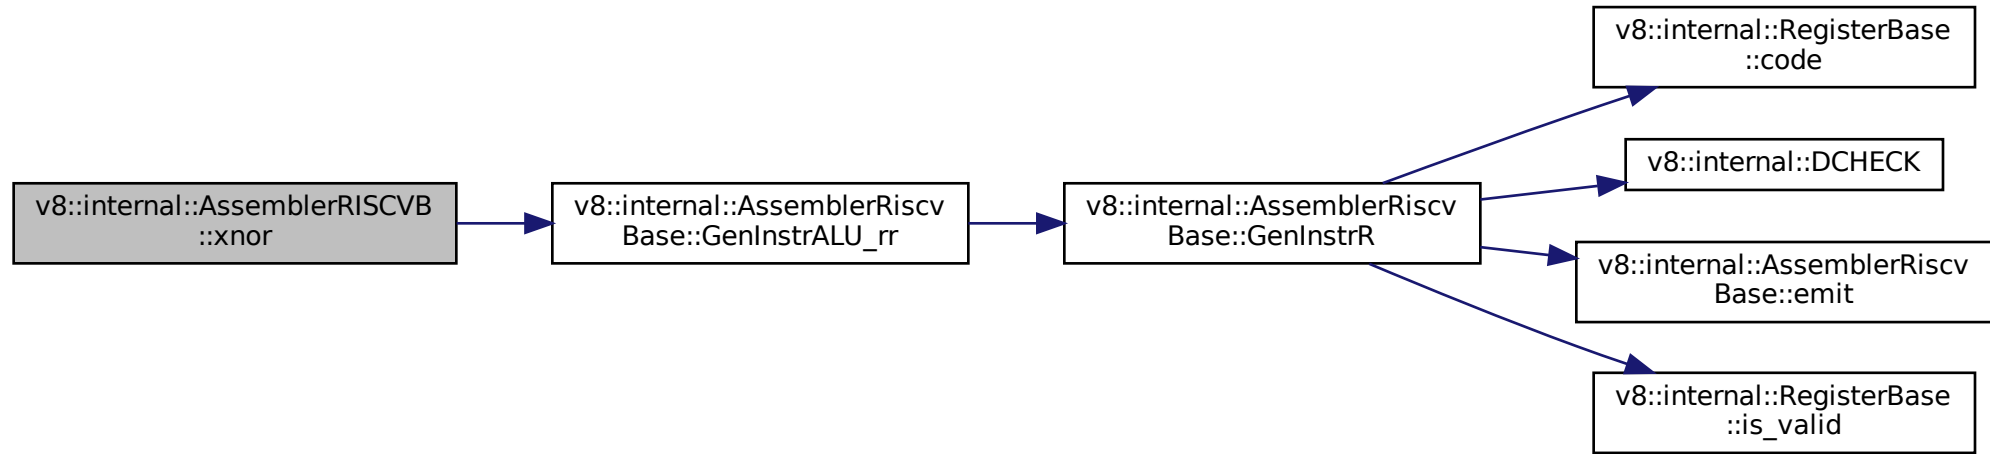 v8::internal::AssemblerRISCVB
::xnor
v8::internal::AssemblerRiscv
Base::GenInstrALU_rr
v8::internal::AssemblerRiscv
Base::GenInstrR
v8::internal::RegisterBase
::code
v8::internal::DCHECK
v8::internal::AssemblerRiscv
Base::emit
v8::internal::RegisterBase
::is_valid